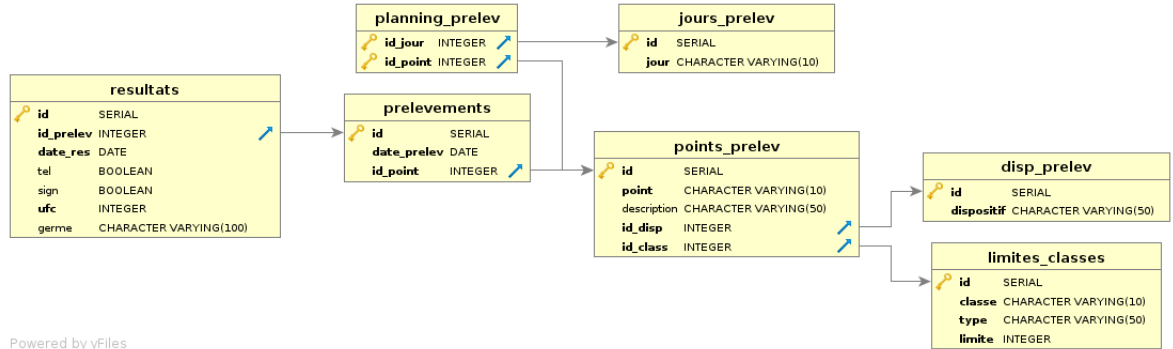 planning_prelev
id_jour INTEGER
id_point INTEGER
jours_prelev
id SERIAL
jour CHARACTER VARYING(10)
resultats
id SERIAL
id_prelev INTEGER
date_res DATE
tel BOOLEAN
sign BOOLEAN
ufc INTEGER
germe CHARACTER VARYING(100)
prelevements
id SERIAL
date_prelev DATE
id_point INTEGER
points_prelev
id SERIAL
point CHARACTER VARYING(10)
description CHARACTER VARYING(50)
id_disp INTEGER
id_class INTEGER
disp_prelev
id SERIAL
dispositif CHARACTER VARYING(50)
limites_classes
id SERIAL
classe CHARACTER VARYING(10)
type CHARACTER VARYING(50)
limite INTEGER
Powered by yFiles